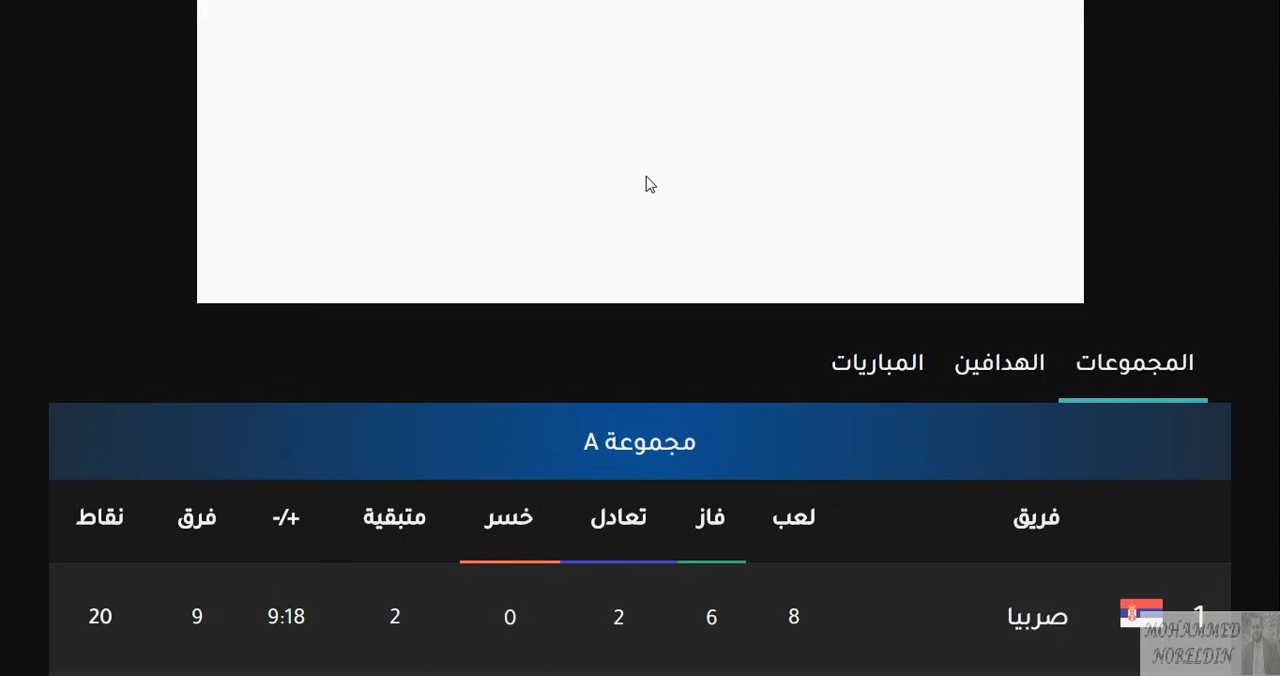 المجموعات الهدافين المباريات
مجموعة A
فريق لعب فاز تعادل خسر متبقية +/- فرق نقاط
1 صربيا 8 6 2 0 2 9:18 9 20
MOHAMMED
NORELDIN